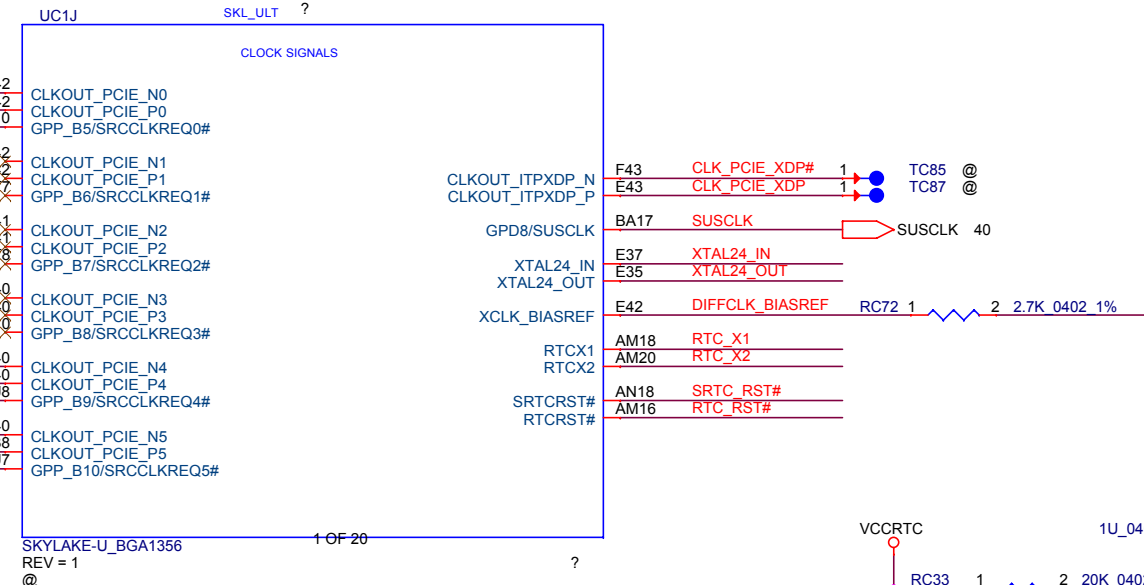 UC1J SKL_ULT ?
CLOCK SIGNALS
CLKOUT_PCIE_N0
CLKOUT_PCIE_P0
GPP_B5/SRCCLKREQ0#
CLKOUT_PCIE_N1
CLKOUT_PCIE_P1
GPP_B6/SRCCLKREQ1#
CLKOUT_PCIE_N2
CLKOUT_PCIE_P2
GPP_B7/SRCCLKREQ2#
CLKOUT_PCIE_N3
CLKOUT_PCIE_P3
GPP_B8/SRCCLKREQ3#
CLKOUT_PCIE_N4
CLKOUT_PCIE_P4
GPP_B9/SRCCLKREQ4#
CLKOUT_PCIE_N5
CLKOUT_PCIE_P5
GPP_B10/SRCCLKREQ5#
CLKOUT_ITPXDP_N F43 CLK_PCIE_XDP# 1 TC85 @
CLKOUT_ITPXDP_P E43 CLK_PCIE_XDP 1 TC87 @
GPD8/SUSCLK BA17 SUSCLK SUSCLK 40
XTAL24_IN E37 XTAL24_IN
XTAL24_OUT E35 XTAL24_OUT
XCLK_BIASREF E42 DIFFCLK_BIASREF RC72 1 2 2.7K_0402_1%
RTCX1 AM18 RTC_X1
RTCX2 AM20 RTC_X2
SRTCRST# AN18 SRTC_RST#
RTCRST# AM16 RTC_RST#
1 OF 20
SKYLAKE-U_BGA1356
REV = 1 ?
@
VCCRTC 1U_04
RC33 1 2 20K_040